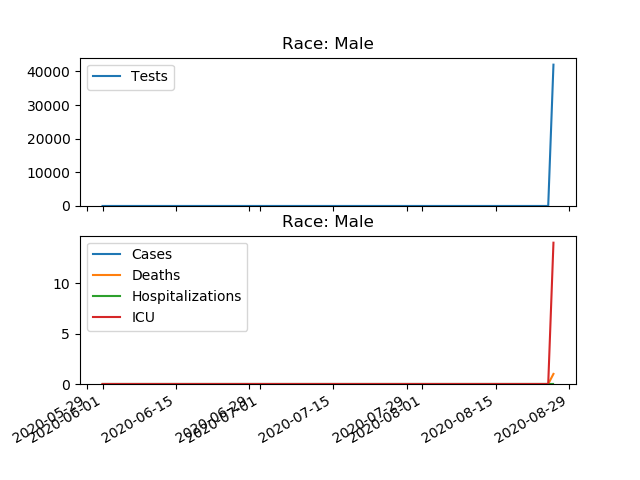 Race: Male
Tests
40000
30000
20000
10000
0
Race: Male
Cases
Deaths
Hospitalizations
ICU
10
5
0
2020-05-29
2020-06-01
2020-06-15
2020-06-29
2020-07-01
2020-07-15
2020-07-29
2020-08-01
2020-08-15
2020-08-29